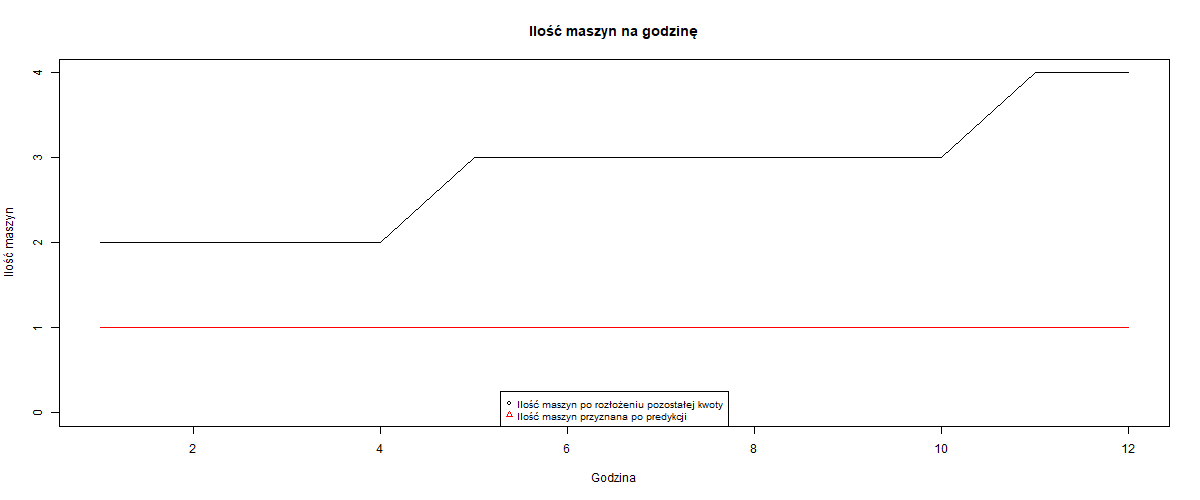 Ilość maszyn na godzinę
Ilość maszyn
4
3
2
1
0
Ilość maszyn po rozłożeniu pozostałej kwoty
Ilość maszyn przyznana po predykcji
2 4 6 8 10 12
Godzina